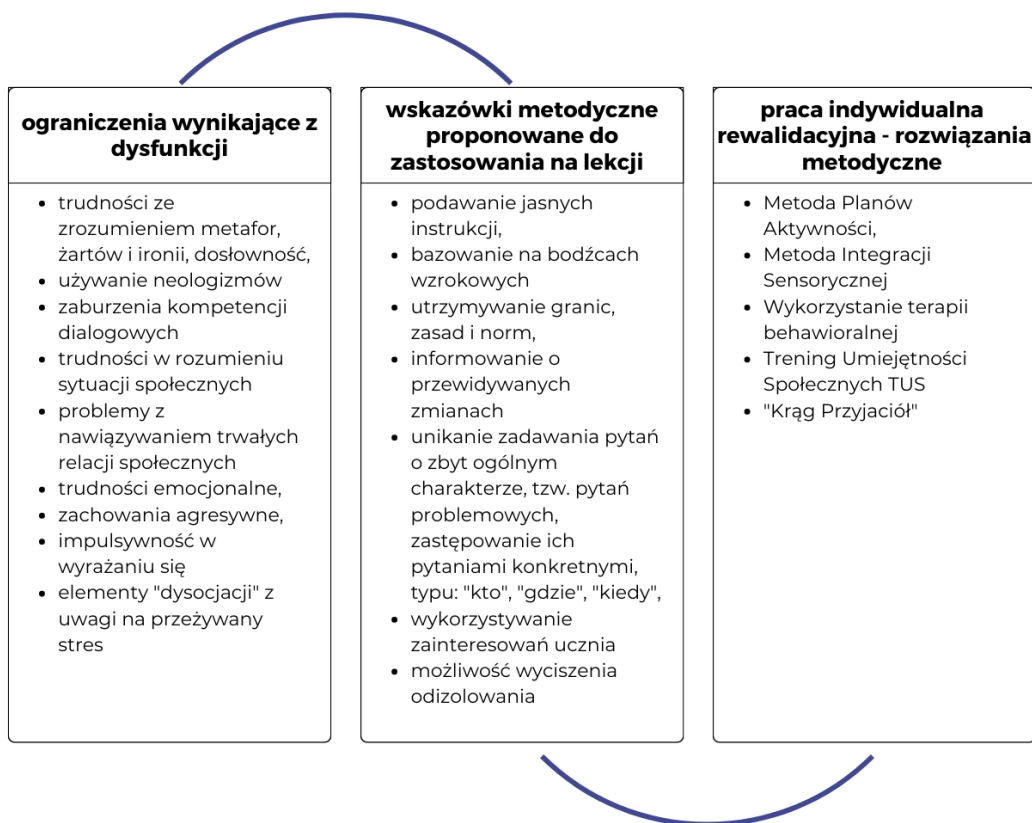 ograniczenia wynikające z
dysfunkcji
• trudności ze
zrozumieniem metafor,
żartów i ironii, dosłowność,
• używanie neologizmów
• zaburzenia kompetencji
dialogowych
• trudności w rozumieniu
sytuacji społecznych
• problemy z
nawiązywaniem trwałych
relacji społecznych
• trudności emocjonalne,
• zachowania agresywne,
• impulsywność w
wyrażaniu się
• elementy "dysocjacji" z
uwagi na przeżywany
stres
wskazówki metodyczne
proponowane do
zastosowania na lekcji
• podawanie jasnych
instrukcji,
• bazowanie na bodźcach
wzrokowych
• utrzymywanie granic,
zasad i norm,
• informowanie o
przewidywanych
zmianach
• unikanie zadawania pytań
o zbyt ogólnym
charakterze, tzw. pytań
problemowych,
zastępowanie ich
pytaniami konkretnymi,
typu: "kto", "gdzie", "kiedy",
• wykorzystywanie
zainteresowań ucznia
• możliwość wyciszenia
odizolowania
praca indywidualna
rewalidacyjna - rozwiązania
metodyczne
• Metoda Planów
Aktywności,
• Metoda Integracji
Sensorycznej
• Wykorzystanie terapii
behawioralnej
• Trening Umiejętności
Społecznych TUS
• "Krąg Przyjaciół"